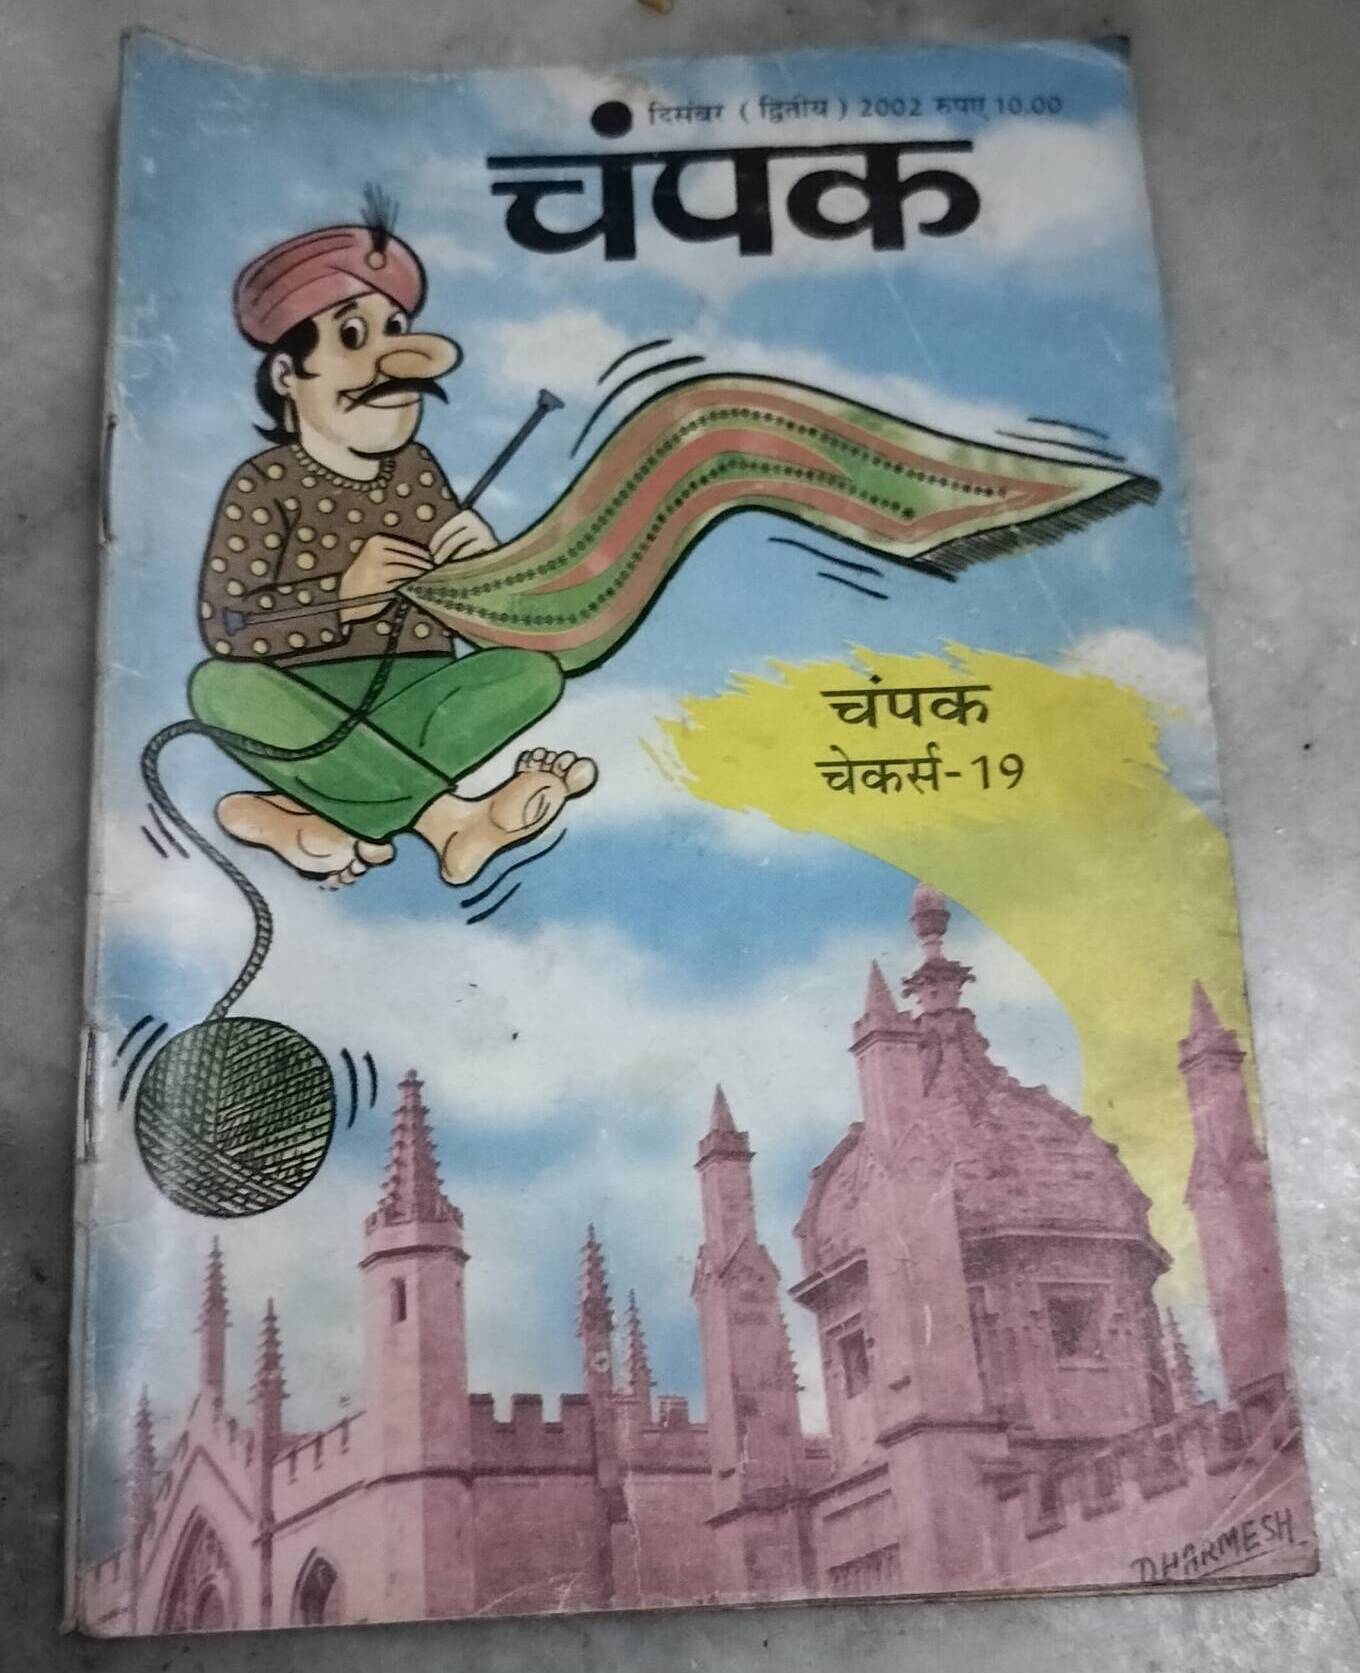 दिसंबर ( द्वितीय ) 2002 रुपए 10.00
चंपक
चंपक
चेकर्स-19
DHARMESH